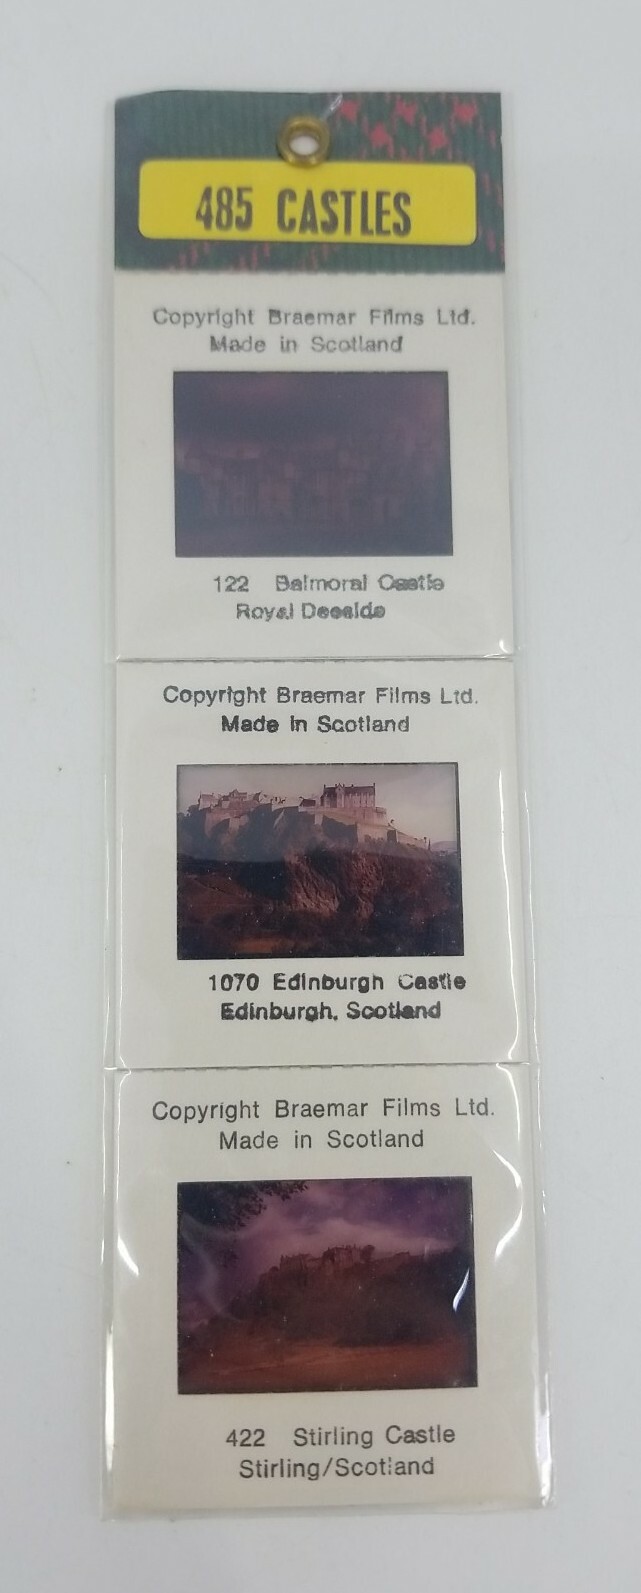 485 CASTLES
Copyright Braemar Films Ltd.
Made in Scotland
122 Balmoral Castle
Royal Deeside
Copyright Braemar Films Ltd.
Made in Scotland
1070 Edinburgh Castle
Edinburgh, Scotland
Copyright Braemar Films Ltd.
Made in Scotland
422 Stirling Castle
Stirling/Scotland